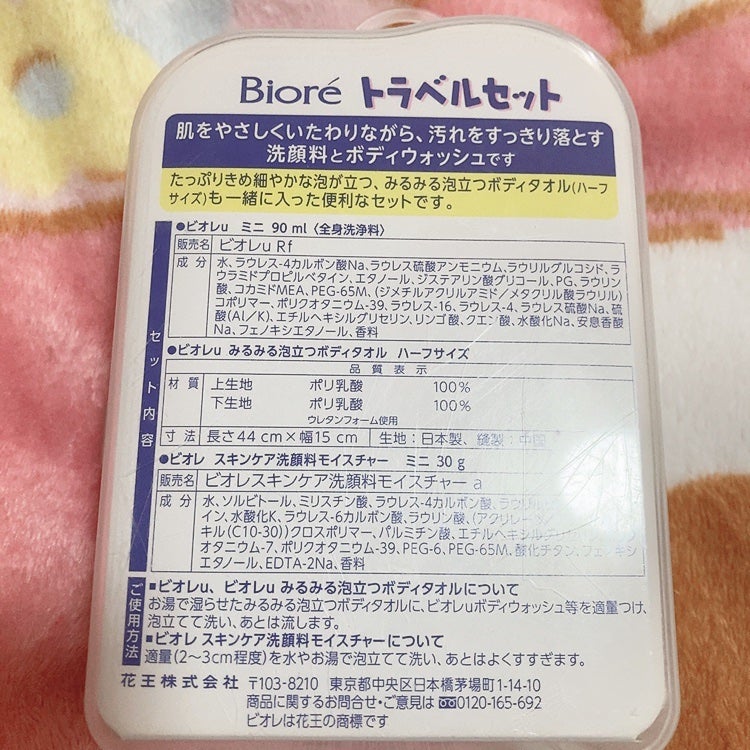 Bioré トラベルセット
肌をやさしくいたわりながら、汚れをすっきり落とす
洗顔料とボディウォッシュです
たっぷりきめ細やかな泡が立つ、みるみる泡立つボディタオル(ハーフ
サイズ)も一緒に入った便利なセットです。
セット内容
●ビオレu ミニ 90 ml〈全身洗浄料〉
販売名 ビオレu Rf
成分 水、ラウレス-4カルボン酸Na、ラウレス硫酸アンモニウム、ラウリルグルコシド、ラ
ウラミドプロピルベタイン、エタノール、ジステアリン酸グリコール、PG、ラウリン
酸、コカミドMEA、PEG-65M、(ジメチルアクリルアミド/メタクリル酸ラウリル)
コポリマー、ポリクオタニウム-39、ラウレス-16、ラウレス-4、ラウレス硫酸Na、硫
酸(Al/K)、エチルヘキシルグリセリン、リンゴ酸、クエン酸、水酸化Na、安息香酸
Na、フェノキシエタノール、香料
●ビオレu みるみる泡立つボディタオル ハーフサイズ
品質表示
材質 上生地 ポリ乳酸 100%
下生地 ポリ乳酸 100%
ウレタンフォーム使用
寸法 長さ44 cm×幅15 cm 生地:日本製、縫製:中国
●ビオレ スキンケア洗顔料モイスチャー ミニ 30 g
販売名 ビオレスキンケア洗顔料モイスチャー a
成分 水、ソルビトール、ミリスチン酸、ラウレス-4カルボン酸、
イン、水酸化K、ラウレス-6カルボン酸、ラウリン酸、(アクリレーツ/
キル(C10-30))クロスポリマー、パルミチン酸、エチルヘキシルグリ
オタニウム-7、ポリクオタニウム-39、PEG-6、PEG-65M、酸化チタン、フェノキシ
エタノール、EDTA-2Na、香料
ご使用方法
■ビオレu、ビオレu みるみる泡立つボディタオルについて
お湯で湿らせたみるみる泡立つボディタオルに、ビオレuボディウォッシュ等を適量つけ、
泡立てて洗い、あとは流します。
■ビオレ スキンケア洗顔料モイスチャーについて
適量(2〜3cm程度)を水やお湯で泡立てて洗い、あとはよくすすぎます。
花王株式会社 〒103-8210 東京都中央区日本橋茅場町1-14-10
商品に関するお問合せ・ご意見は 0120-165-692
ビオレは花王の商標です